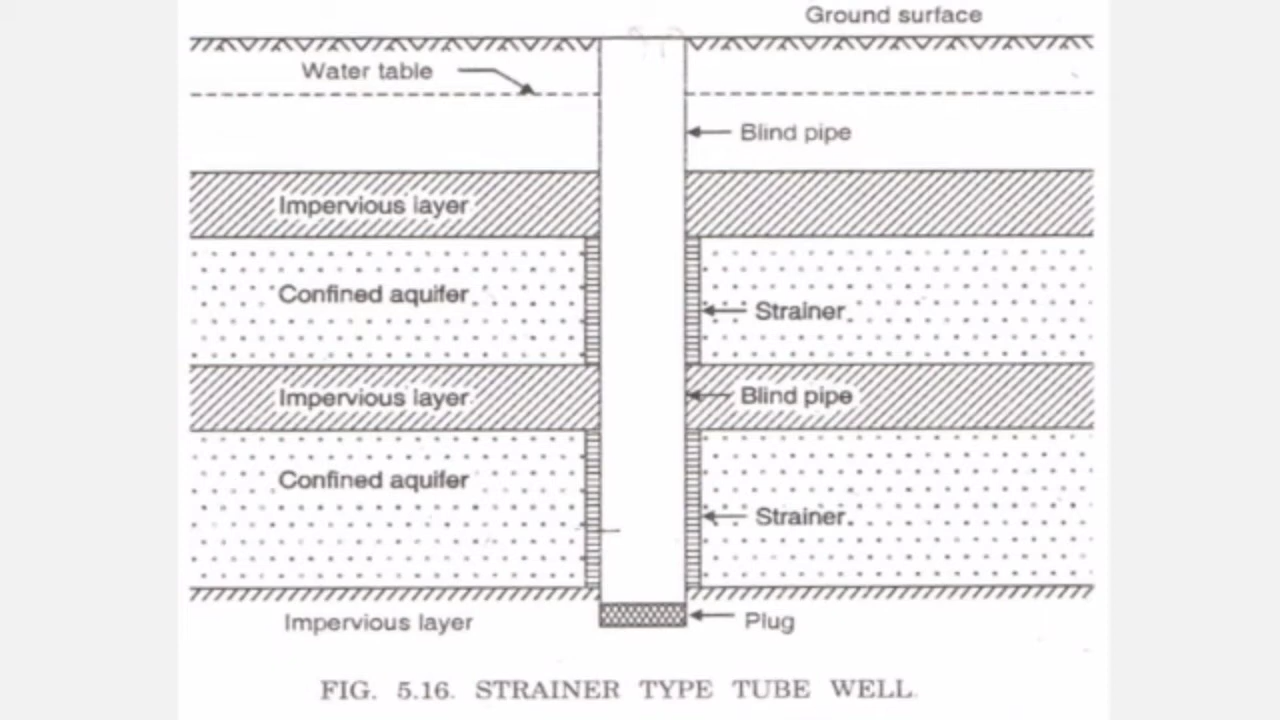 Ground surface
Water table
Blind pipe
Impervious layer
Confined aquifer
Strainer
Impervious layer
Blind pipe
Confined aquifer
Strainer
Impervious layer
Plug
FIG. 5.16. STRAINER TYPE TUBE WELL.